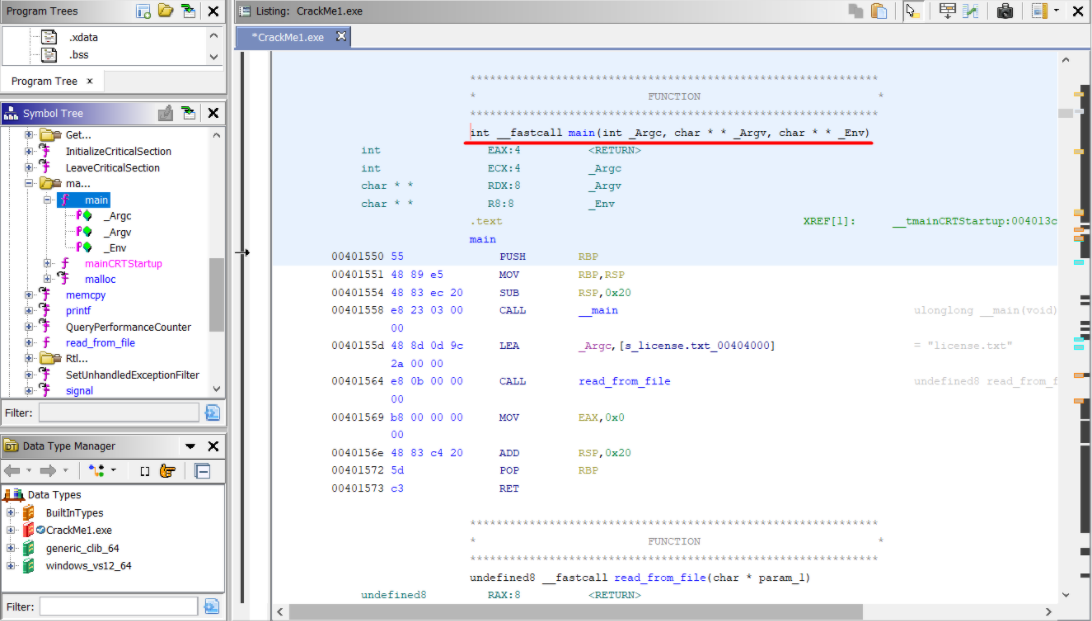 Program Trees
.xdata
.bss
Program Tree ×
Symbol Tree
Get...
InitializeCriticalSection
LeaveCriticalSection
ma...
f main
_Argc
_Argv
_Env
f mainCRTStartup
f malloc
f memcpy
f printf
f QueryPerformanceCounter
f read_from_file
Rtl...
f SetUnhandledExceptionFilter
f signal
Filter:
Data Type Manager
Data Types
BuiltInTypes
CrackMe1.exe
generic_clib_64
windows_vs12_64
Filter:
Listing: CrackMe1.exe
*CrackMe1.exe
**************************************************************
* FUNCTION *
**************************************************************
int __fastcall main(int _Argc, char * * _Argv, char * * _Env)
int EAX:4 <RETURN>
int ECX:4 _Argc
char * * RDX:8 _Argv
char * * R8:8 _Env
.text XREF[1]: __tmainCRTStartup:004013c
main
00401550 55 PUSH RBP
00401551 48 89 e5 MOV RBP,RSP
00401554 48 83 ec 20 SUB RSP,0x20
00401558 e8 23 03 00 CALL __main ulonglong __main(void)
00
0040155d 48 8d 0d 9c LEA _Argc,[s_license.txt_00404000] = "license.txt"
2a 00 00
00401564 e8 0b 00 00 CALL read_from_file undefined8 read_from_f
00
00401569 b8 00 00 00 MOV EAX,0x0
00
0040156e 48 83 c4 20 ADD RSP,0x20
00401572 5d POP RBP
00401573 c3 RET
**************************************************************
* FUNCTION *
**************************************************************
undefined8 __fastcall read_from_file(char * param_1)
undefined8 RAX:8 <RETURN>